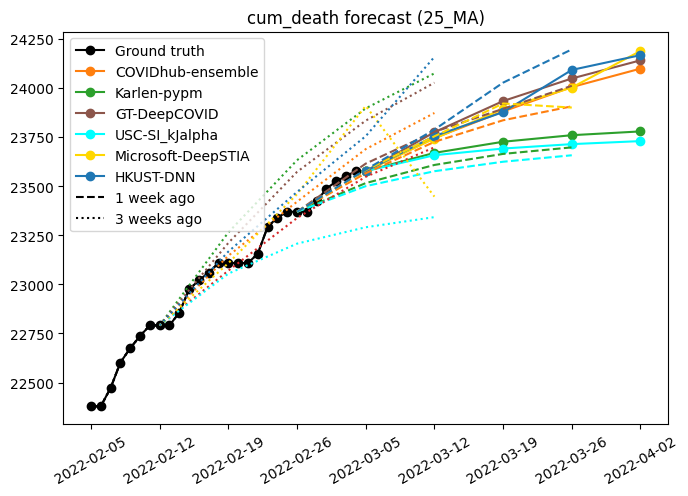 cum_death forecast (25_MA)
24250
24000
23750
23500
23250
23000
22750
22500
Ground truth
COVIDhub-ensemble
Karlen-pypm
GT-DeepCOVID
USC-SI_kJalpha
Microsoft-DeepSTIA
HKUST-DNN
1 week ago
3 weeks ago
2022-02-05
2022-02-12
2022-02-19
2022-02-26
2022-03-05
2022-03-12
2022-03-19
2022-03-26
2022-04-02